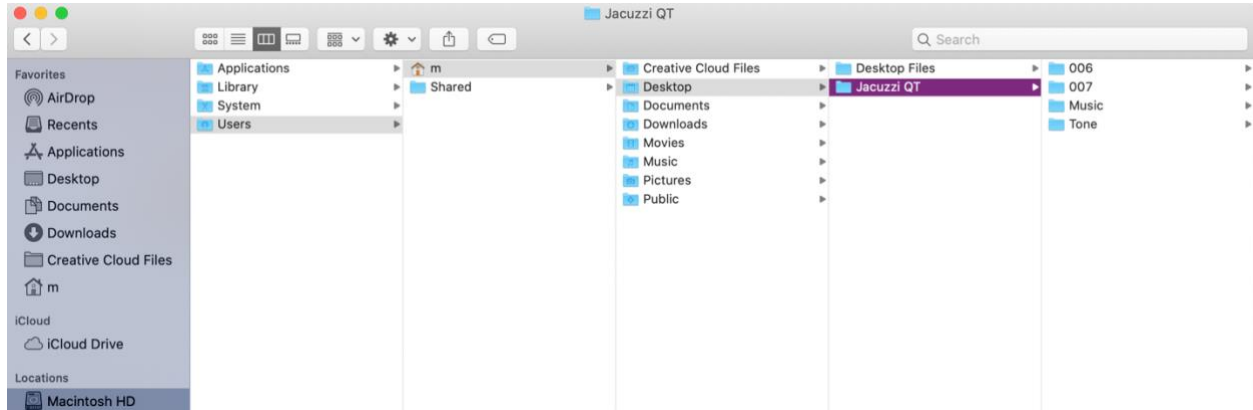 Jacuzzi QT
Search
Favorites
AirDrop
Recents
Applications
Desktop
Documents
Downloads
Creative Cloud Files
m
iCloud
iCloud Drive
Locations
Macintosh HD
Applications
Library
System
Users
m
Shared
Creative Cloud Files
Desktop
Documents
Downloads
Movies
Music
Pictures
Public
Desktop Files
Jacuzzi QT
006
007
Music
Tone